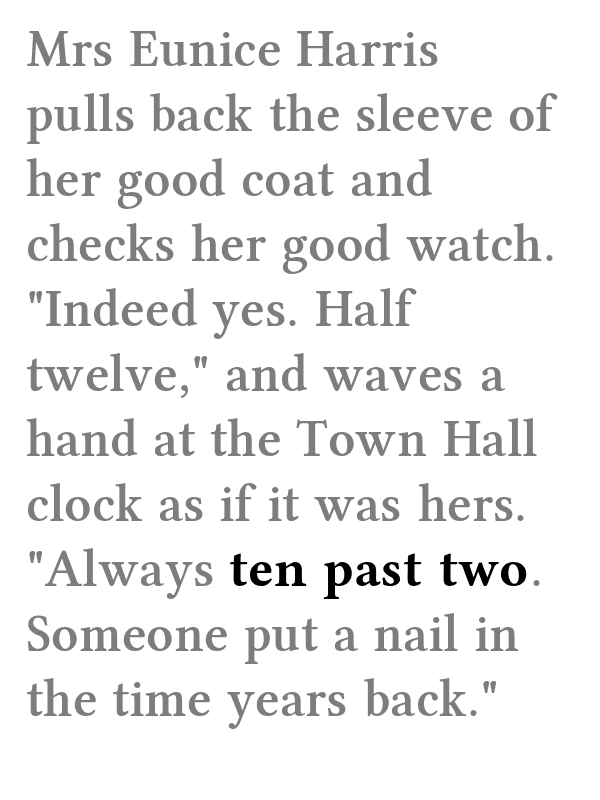 Mrs Eunice Harris
pulls back the sleeve of
her good coat and
checks her good watch.
"Indeed yes. Half
twelve," and waves a
hand at the Town Hall
clock as if it was hers.
"Always ten past two.
Someone put a nail in
the time years back."